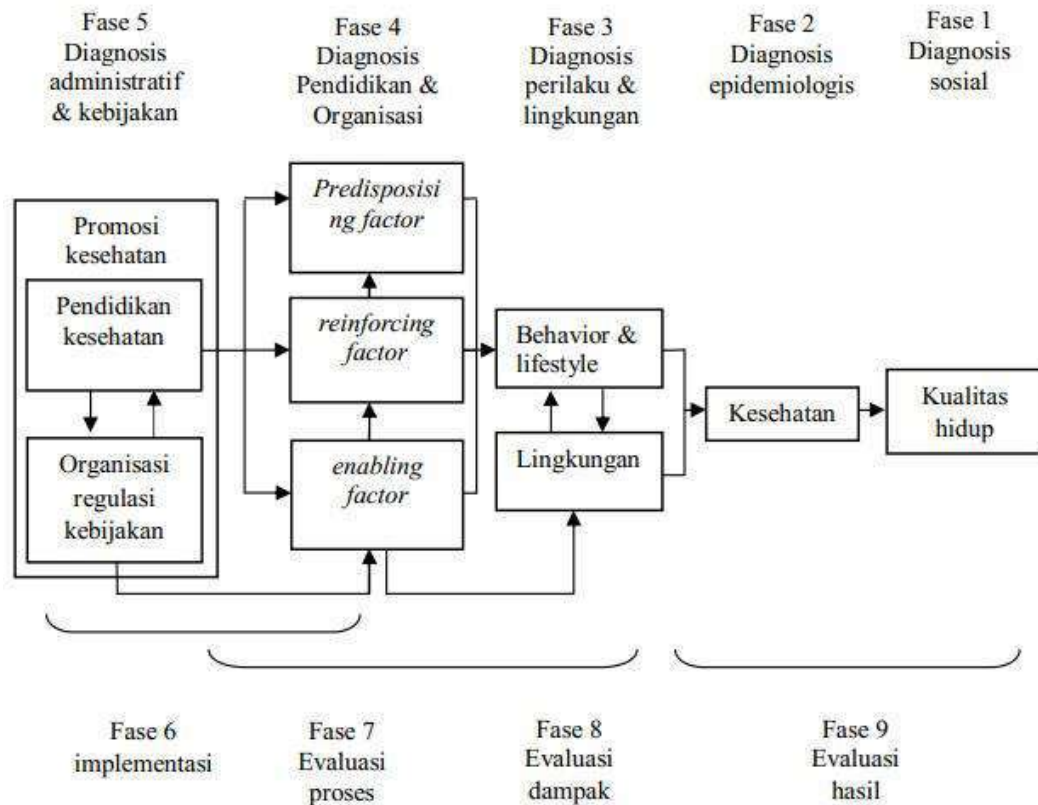 Fase 5
Diagnosis
administratif
& kebijakan
Fase 4
Diagnosis
Pendidikan &
Organisasi
Fase 3
Diagnosis
perilaku &
lingkungan
Fase 2
Diagnosis
epidemiologis
Fase 1
Diagnosis
sosial
Promosi
kesehatan
Pendidikan
kesehatan
Organisasi
regulasi
kebijakan
Predisposisi
ng factor
reinforcing
factor
enabling
factor
Behavior &
lifestyle
Lingkungan
Kesehatan
Kualitas
hidup
Fase 6
implementasi
Fase 7
Evaluasi
proses
Fase 8
Evaluasi
dampak
Fase 9
Evaluasi
hasil